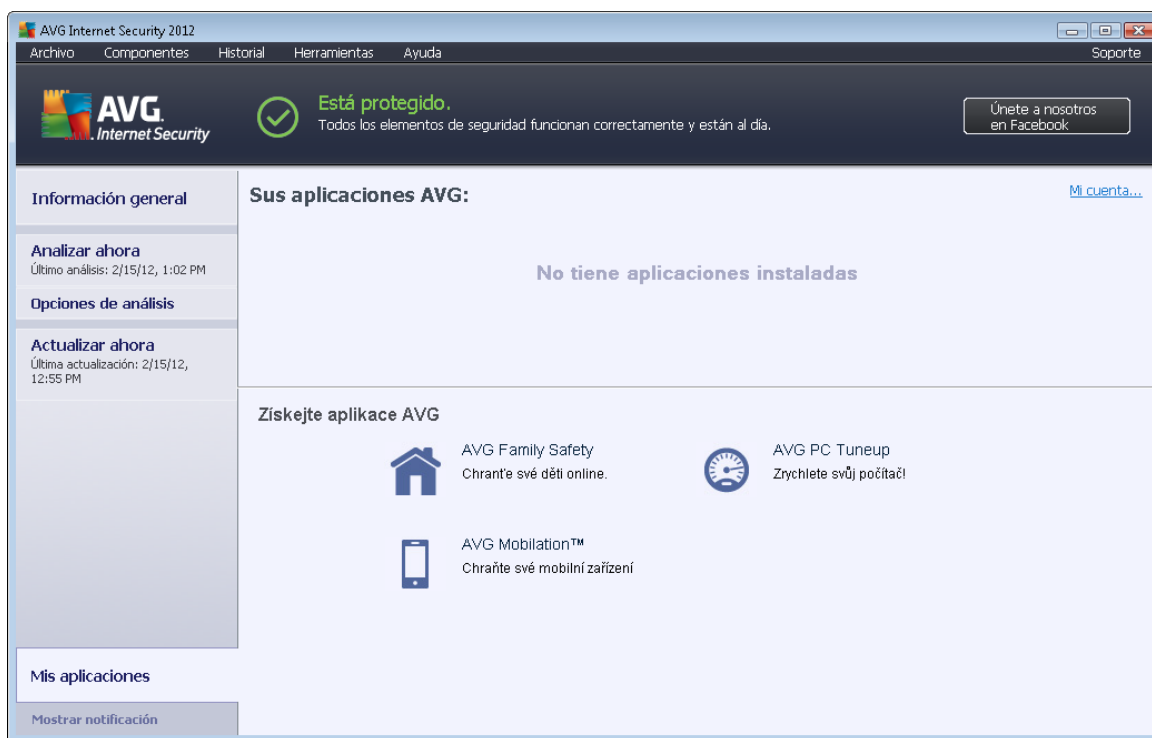 AVG Internet Security 2012
Archivo Componentes Historial Herramientas Ayuda Soporte
AVG.
Internet Security
Está protegido.
Todos los elementos de seguridad funcionan correctamente y están al día.
Únete a nosotros
en Facebook
Información general
Analizar ahora
Último análisis: 2/15/12, 1:02 PM
Opciones de análisis
Actualizar ahora
Última actualización: 2/15/12,
12:55 PM
Sus aplicaciones AVG:
Mi cuenta...
No tiene aplicaciones instaladas
Získejte aplikace AVG
AVG Family Safety
Chranťe své děti online.
AVG PC Tuneup
Zrychlete svůj počítač!
AVG Mobilation™
Chraňte své mobilní zařízení
Mis aplicaciones
Mostrar notificación